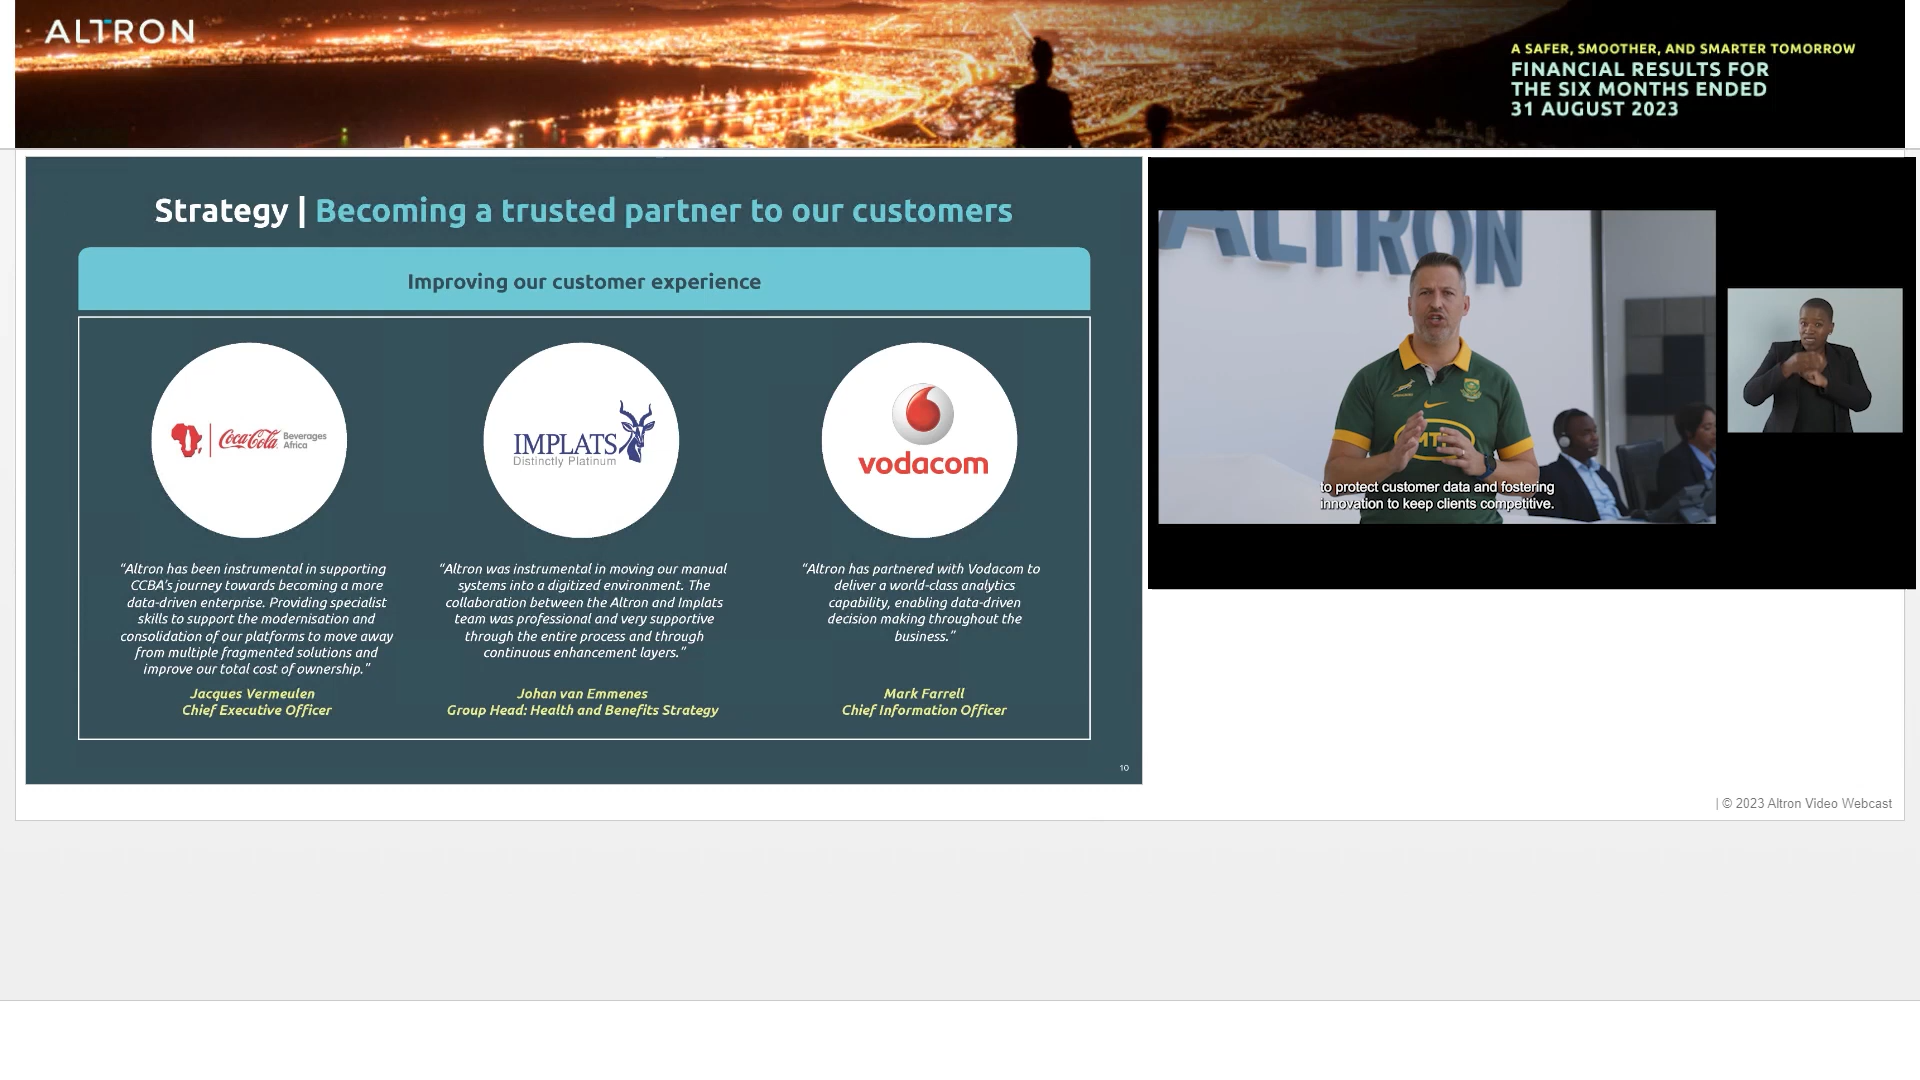 ALTRON
A SAFER, SMOOTHER, AND SMARTER TOMORROW
FINANCIAL RESULTS FOR
THE SIX MONTHS ENDED
31 AUGUST 2023
Strategy | Becoming a trusted partner to our customers
Improving our customer experience
Coca-Cola Beverages
Africa
IMPLATS
Distinctly Platinum
vodacom
“Altron has been instrumental in supporting
CCBA’s journey towards becoming a more
data-driven enterprise. Providing specialist
skills to support the modernisation and
consolidation of our platforms to move away
from multiple fragmented solutions and
improve our total cost of ownership.”
Jacques Vermeulen
Chief Executive Officer
“Altron was instrumental in moving our manual
systems into a digitized environment. The
collaboration between the Altron and Implats
team was professional and very supportive
through the entire process and through
continuous enhancement layers.”
Johan van Emmenes
Group Head: Health and Benefits Strategy
“Altron has partnered with Vodacom to
deliver a world-class analytics
capability, enabling data-driven
decision making throughout the
business.”
Mark Farrell
Chief Information Officer
10
ALTRON
MT
to protect customer data and fostering
innovation to keep clients competitive.
| © 2023 Altron Video Webcast